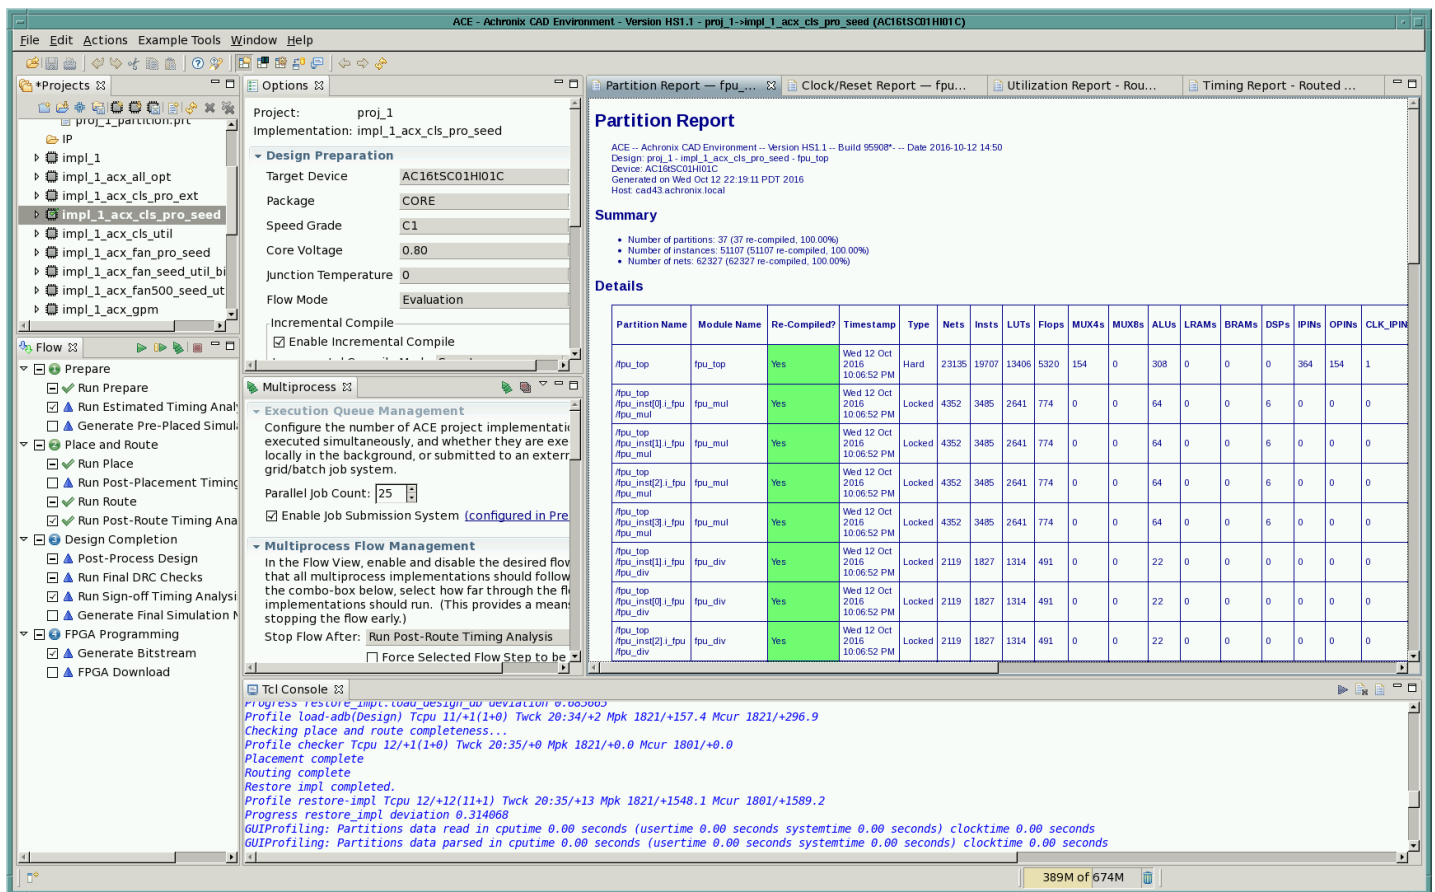 ACE - Achronix CAD Environment - Version HS1.1 - proj_1->impl_1_acx_cls_pro_seed (AC16tSC01HI01C)
File Edit Actions Example Tools Window Help
*Projects
proj_1_partition.prt
IP
impl_1
impl_1_acx_all_opt
impl_1_acx_cls_pro_ext
impl_1_acx_cls_pro_seed
impl_1_acx_cls_util
impl_1_acx_fan_pro_seed
impl_1_acx_fan_seed_util_bi
impl_1_acx_fan500_seed_ut
impl_1_acx_gpm
Flow
Prepare
Run Prepare
Run Estimated Timing Anal
Generate Pre-Placed Simul
Place and Route
Run Place
Run Post-Placement Timing
Run Route
Run Post-Route Timing Ana
Design Completion
Post-Process Design
Run Final DRC Checks
Run Sign-off Timing Analysi
Generate Final Simulation N
FPGA Programming
Generate Bitstream
FPGA Download
Options
Project: proj_1
Implementation: impl_1_acx_cls_pro_seed
Design Preparation
Target Device AC16tSC01HI01C
Package CORE
Speed Grade C1
Core Voltage 0.80
Junction Temperature 0
Flow Mode Evaluation
Incremental Compile
Enable Incremental Compile
Multiprocess
Execution Queue Management
Configure the number of ACE project implementatic
executed simultaneously, and whether they are exe
locally in the background, or submitted to an extern
grid/batch job system.
Parallel Job Count: 25
Enable Job Submission System (configured in Pre
Multiprocess Flow Management
In the Flow View, enable and disable the desired flow
that all multiprocess implementations should follow
the combo-box below, select how far through the fl
implementations should run. (This provides a means
stopping the flow early.)
Stop Flow After: Run Post-Route Timing Analysis
Force Selected Flow Step to be
Partition Report — fpu_... Clock/Reset Report — fpu... Utilization Report - Rou... Timing Report - Routed ...
Partition Report
ACE -- Achronix CAD Environment -- Version HS1.1 -- Build 95908*- -- Date 2016-10-12 14:50
Design: proj_1 - impl_1_acx_cls_pro_seed - fpu_top
Device: AC16tSC01HI01C
Generated on Wed Oct 12 22:19:11 PDT 2016
Host: cad43.achronix.local
Summary
• Number of partitions: 37 (37 re-compiled, 100.00%)
• Number of instances: 51107 (51107 re-compiled, 100.00%)
• Number of nets: 62327 (62327 re-compiled, 100.00%)
Details
Partition Name Module Name Re-Compiled? Timestamp Type Nets Insts LUTs Flops MUX4s MUX8s ALUs LRAMs BRAMs DSPs IPINs OPINs CLK_IPIN
/fpu_top fpu_top Yes Wed 12 Oct 2016 10:06:52 PM Hard 23135 19707 13406 5320 154 0 308 0 0 0 364 154 1
/fpu_top /fpu_inst[0].i_fpu /fpu_mul fpu_mul Yes Wed 12 Oct 2016 10:06:52 PM Locked 4352 3485 2641 774 0 0 64 0 0 6 0 0 0
/fpu_top /fpu_inst[1].i_fpu /fpu_mul fpu_mul Yes Wed 12 Oct 2016 10:06:52 PM Locked 4352 3485 2641 774 0 0 64 0 0 6 0 0 0
/fpu_top /fpu_inst[2].i_fpu /fpu_mul fpu_mul Yes Wed 12 Oct 2016 10:06:52 PM Locked 4352 3485 2641 774 0 0 64 0 0 6 0 0 0
/fpu_top /fpu_inst[3].i_fpu /fpu_mul fpu_mul Yes Wed 12 Oct 2016 10:06:52 PM Locked 4352 3485 2641 774 0 0 64 0 0 6 0 0 0
/fpu_top /fpu_inst[1].i_fpu /fpu_div fpu_div Yes Wed 12 Oct 2016 10:06:52 PM Locked 2119 1827 1314 491 0 0 22 0 0 0 0 0 0
/fpu_top /fpu_inst[0].i_fpu /fpu_div fpu_div Yes Wed 12 Oct 2016 10:06:52 PM Locked 2119 1827 1314 491 0 0 22 0 0 0 0 0 0
/fpu_top /fpu_inst[2].i_fpu /fpu_div fpu_div Yes Wed 12 Oct 2016 10:06:52 PM Locked 2119 1827 1314 491 0 0 22 0 0 0 0 0 0
Tcl Console
Progress restore_impl.load_design_db deviation 0.685665
Profile load-adb(Design) Tcpu 11/+1(1+0) Twck 20:34/+2 Mpk 1821/+157.4 Mcur 1821/+296.9
Checking place and route completeness...
Profile checker Tcpu 12/+1(1+0) Twck 20:35/+0 Mpk 1821/+0.0 Mcur 1801/+0.0
Placement complete
Routing complete
Restore impl completed.
Profile restore-impl Tcpu 12/+12(11+1) Twck 20:35/+13 Mpk 1821/+1548.1 Mcur 1801/+1589.2
Progress restore_impl deviation 0.314068
GUIProfiling: Partitions data read in cputime 0.00 seconds (usertime 0.00 seconds systemtime 0.00 seconds) clocktime 0.00 seconds
GUIProfiling: Partitions data parsed in cputime 0.00 seconds (usertime 0.00 seconds systemtime 0.00 seconds) clocktime 0.00 seconds
389M of 674M